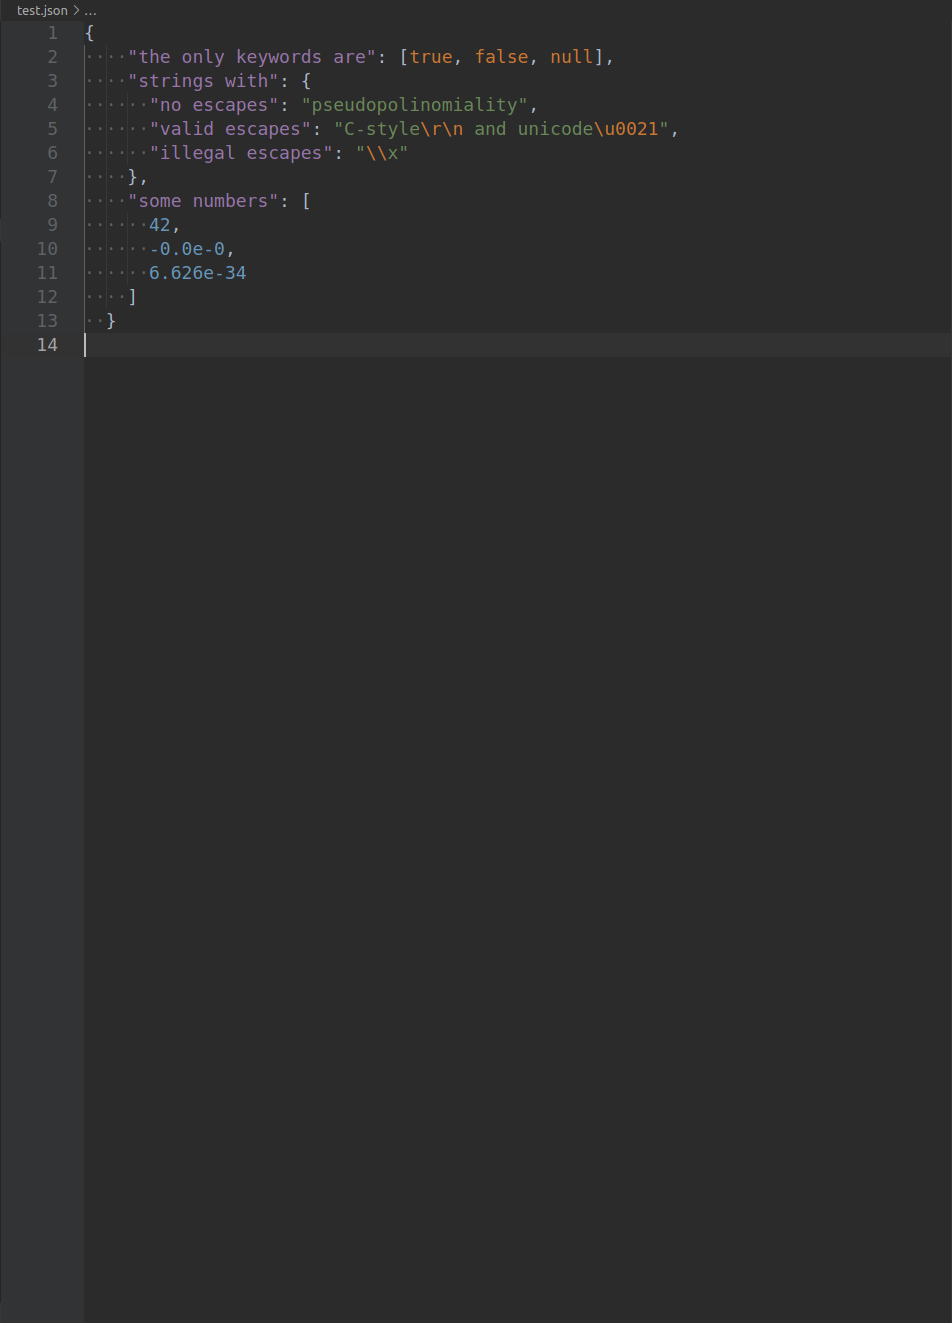 test.json > ...
1 {
2 ····"the only keywords are": [true, false, null],
3 ····"strings with": {
4 ······"no escapes": "pseudopolinomiality",
5 ······"valid escapes": "C-style\r\n and unicode\u0021",
6 ······"illegal escapes": "\\x"
7 ····},
8 ····"some numbers": [
9 ······42,
10 ······-0.0e-0,
11 ······6.626e-34
12 ····]
13 ··}
14